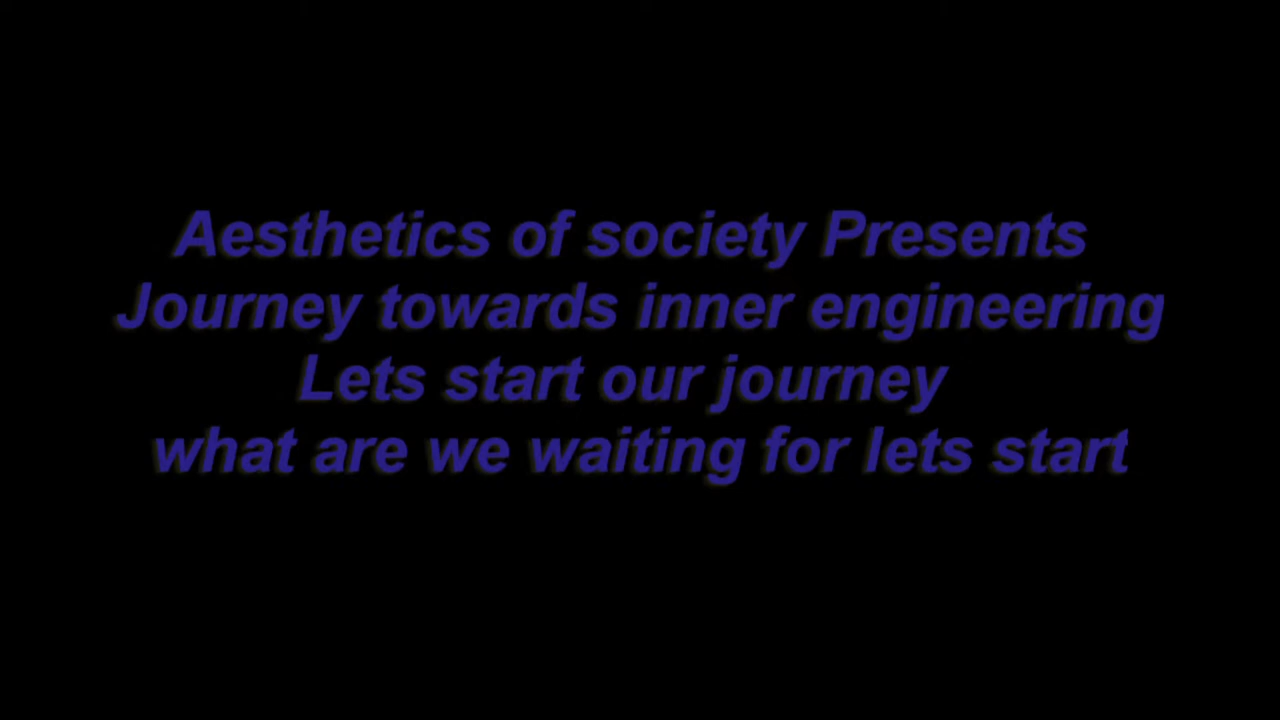 Aesthetics of society Presents
Journey towards inner engineering
Lets start our journey
what are we waiting for lets start